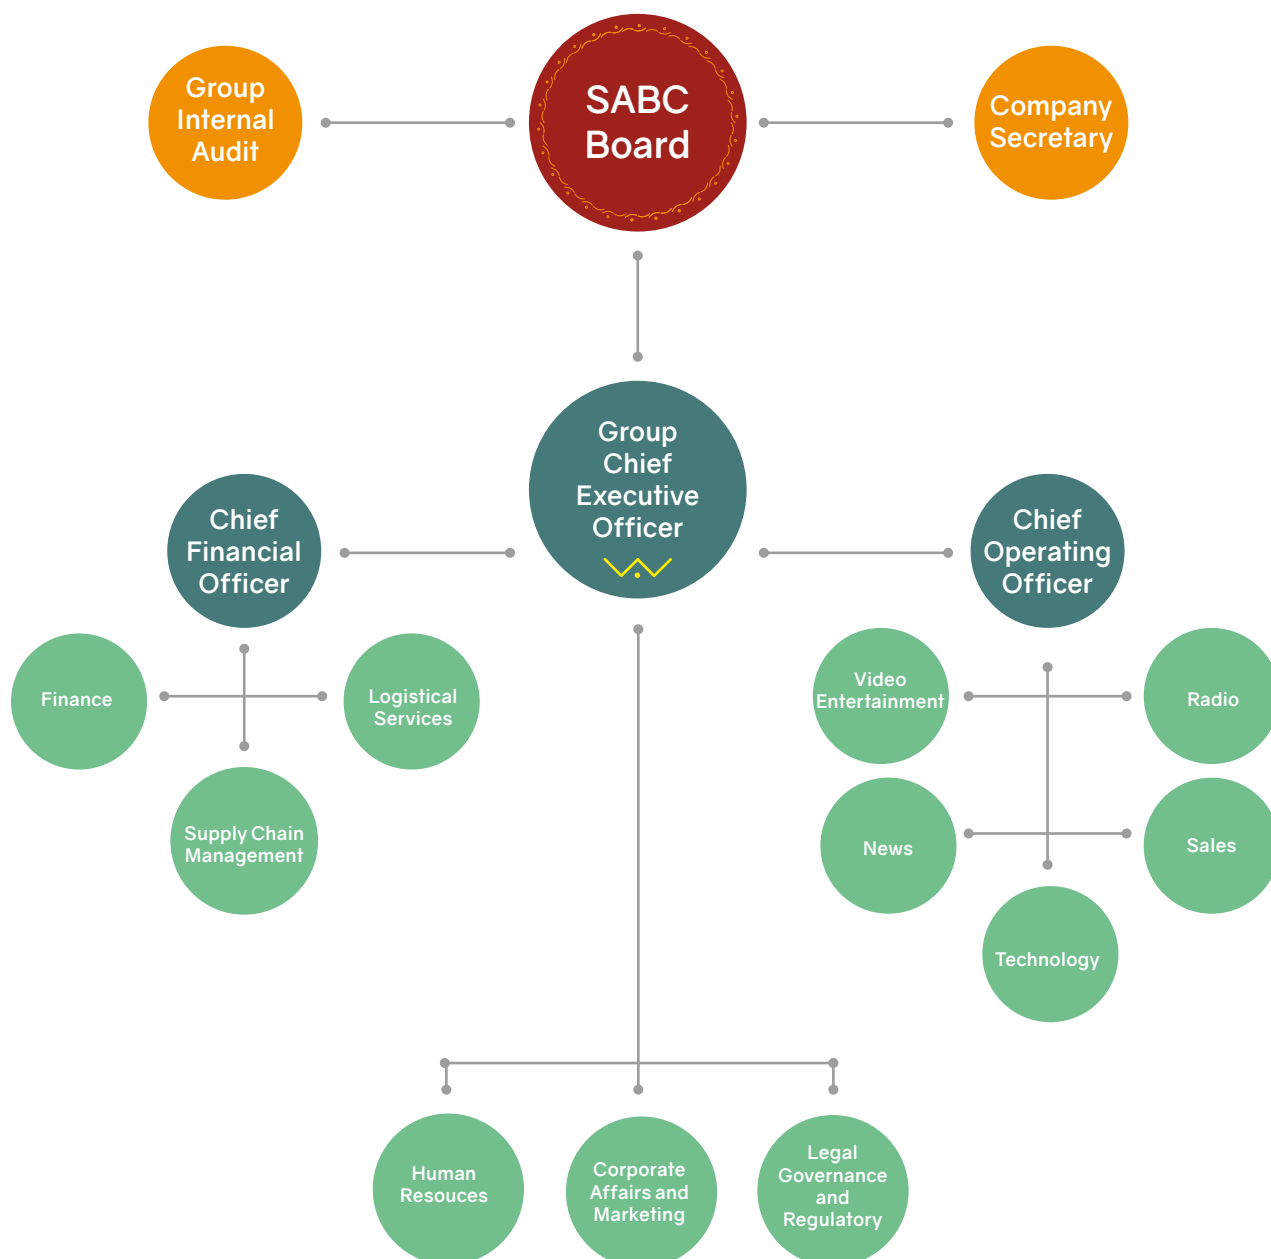 Group
Internal
Audit
SABC
Board
Company
Secretary
Group
Chief
Executive
Officer
Chief
Financial
Officer
Chief
Operating
Officer
Finance
Logistical
Services
Supply Chain
Management
Video
Entertainment
Radio
News
Sales
Technology
Human
Resouces
Corporate
Affairs and
Marketing
Legal
Governance
and
Regulatory